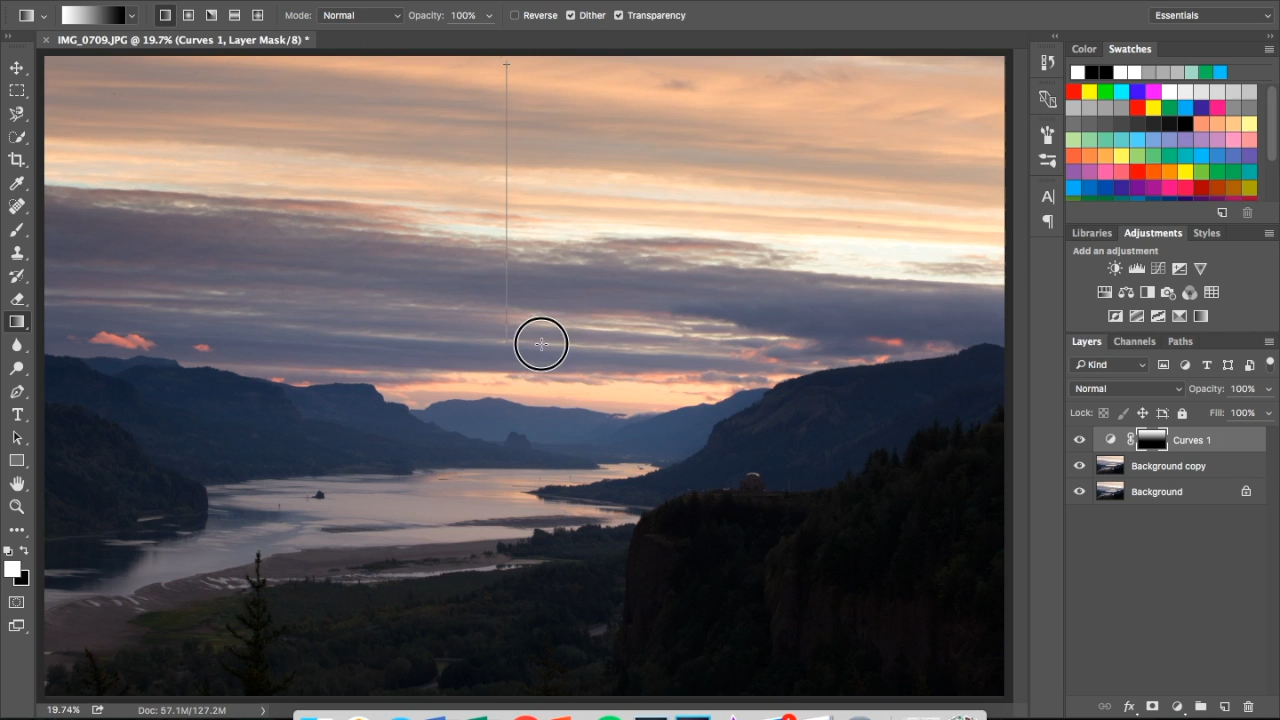 Mode: Normal Opacity: 100% Reverse Dither Transparency Essentials
× IMG_0709.JPG @ 19.7% (Curves 1, Layer Mask/8) *
Color Swatches
Libraries Adjustments Styles
Add an adjustment
Layers Channels Paths
Kind
Normal Opacity: 100%
Lock: Fill: 100%
Curves 1
Background copy
Background
19.74% Doc: 57.1M/127.2M